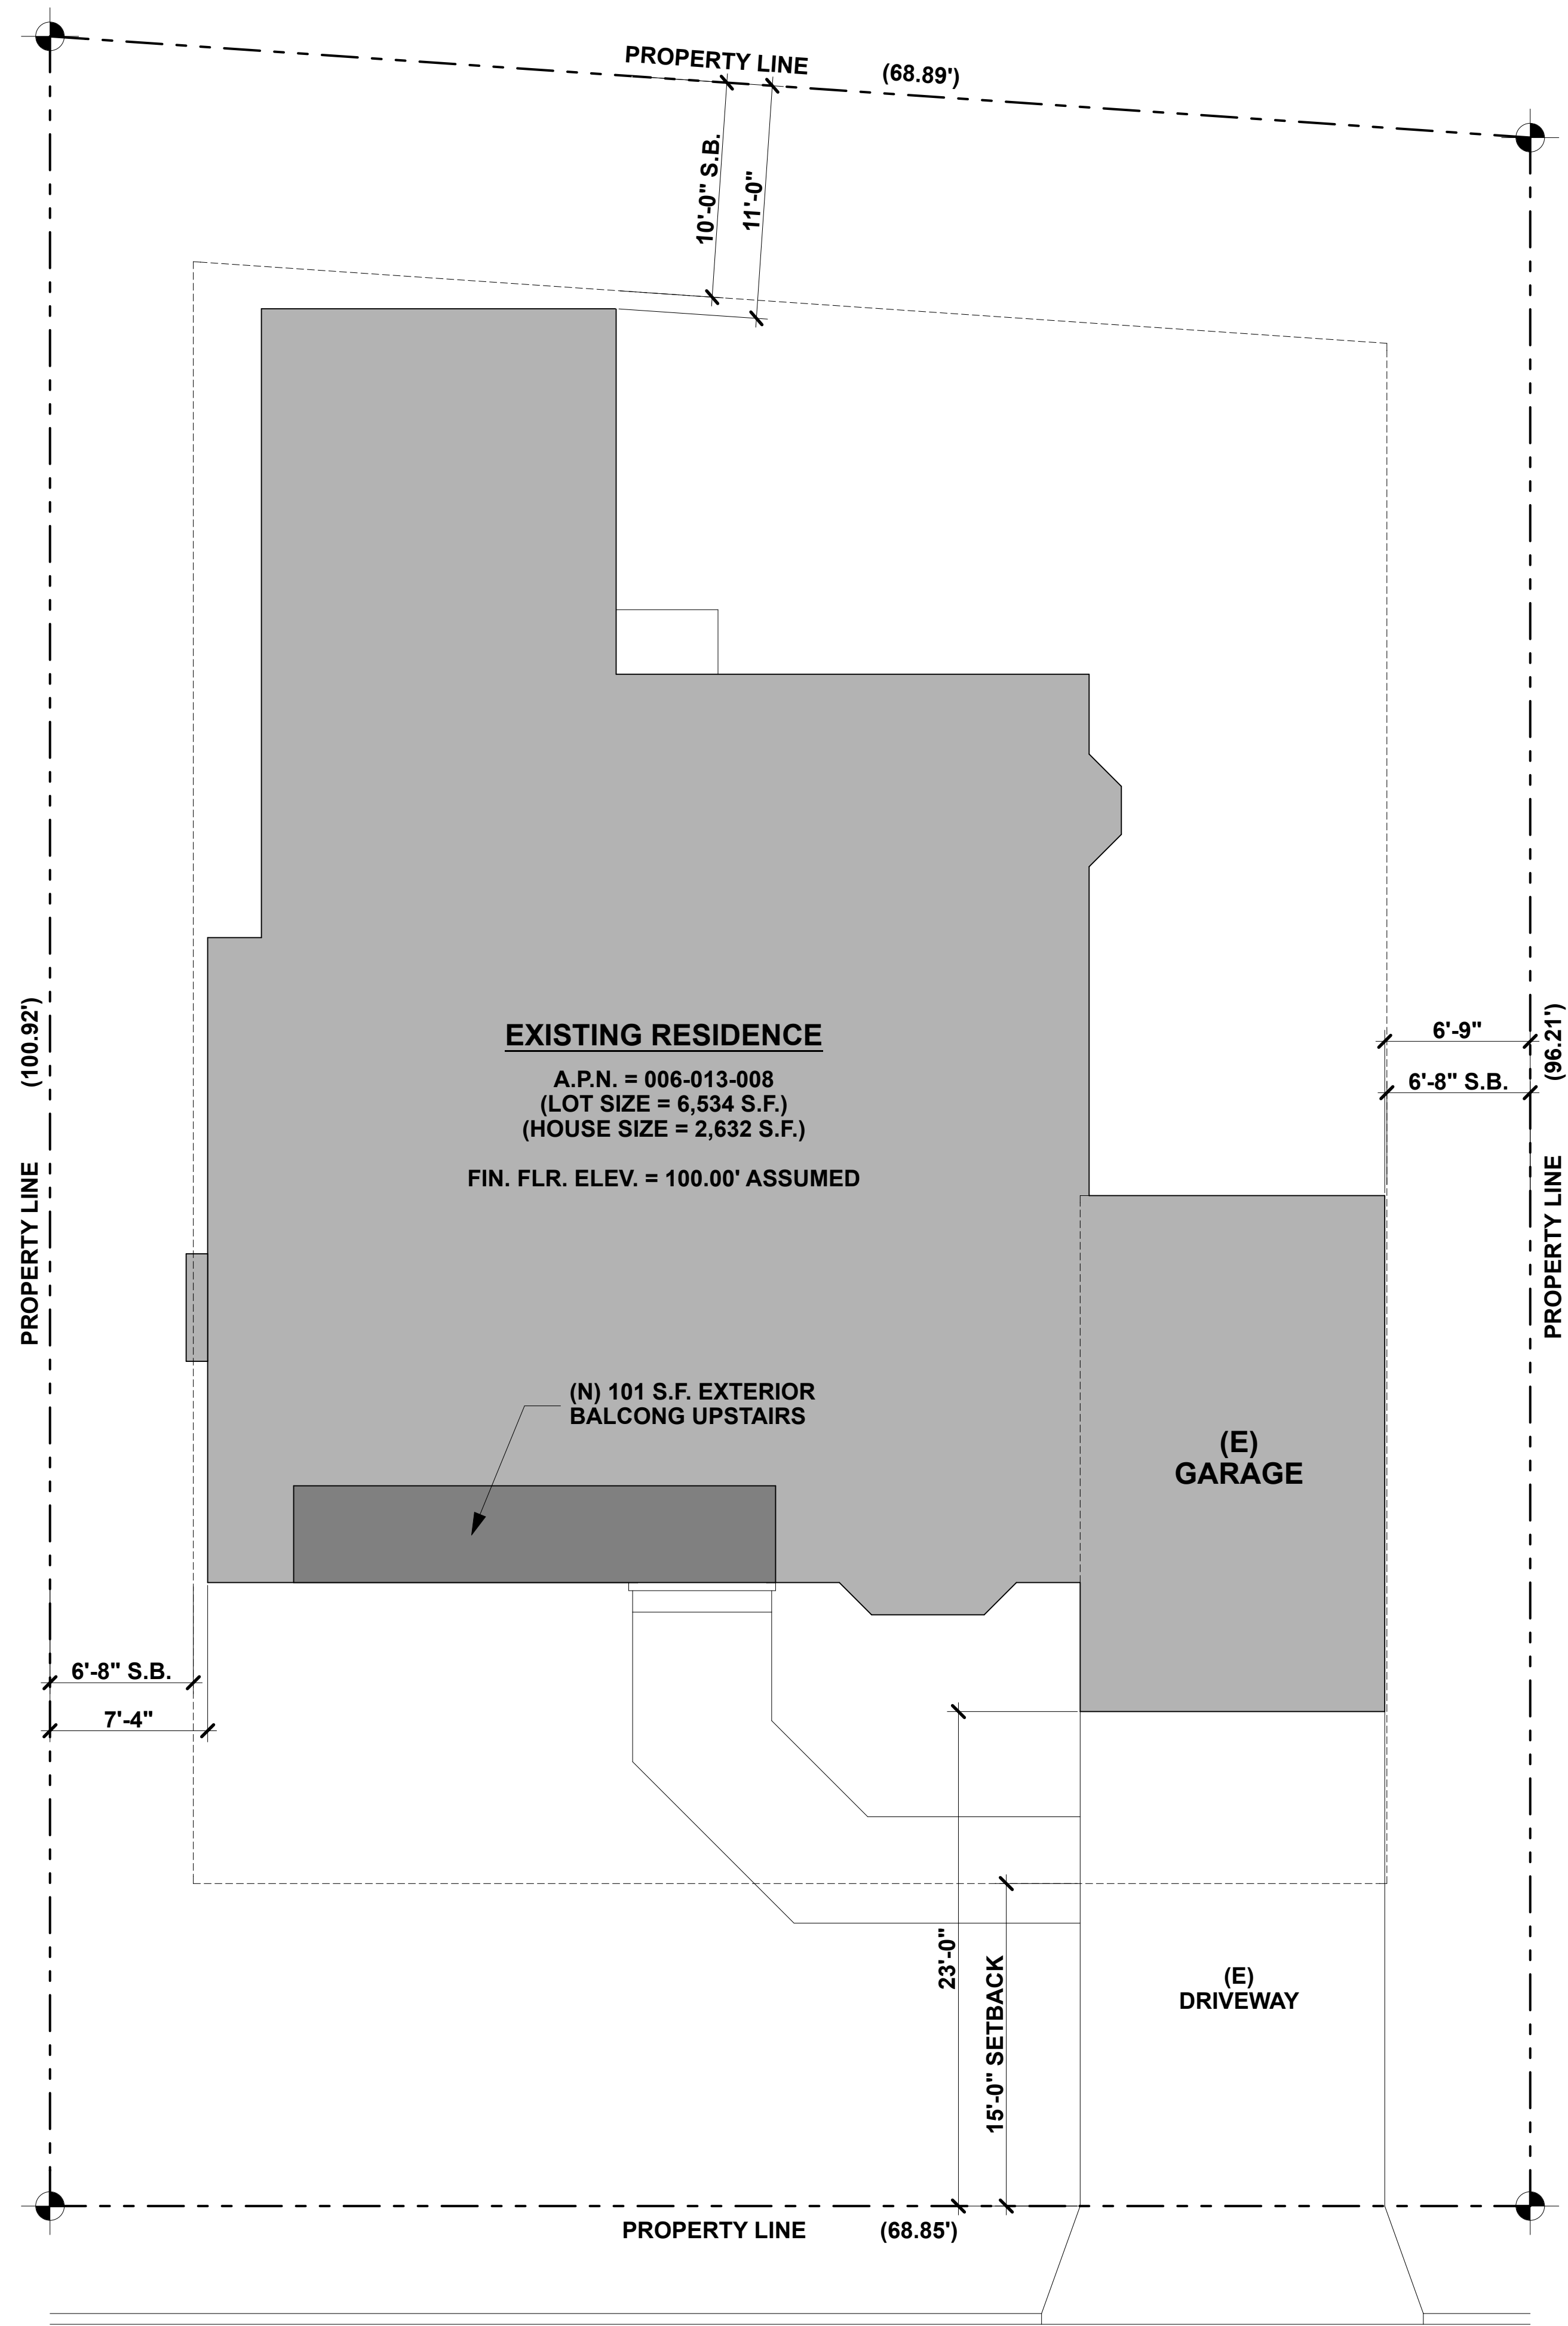 PROPERTY LINE (68.89')
10'-0" S.B.
11'-0"
(100.92')
PROPERTY LINE
EXISTING RESIDENCE
A.P.N. = 006-013-008
(LOT SIZE = 6,534 S.F.)
(HOUSE SIZE = 2,632 S.F.)
FIN. FLR. ELEV. = 100.00' ASSUMED
6'-9"
6'-8" S.B.
(96.21')
PROPERTY LINE
(N) 101 S.F. EXTERIOR
BALCONG UPSTAIRS
(E)
GARAGE
6'-8" S.B.
7'-4"
23'-0"
15'-0" SETBACK
(E)
DRIVEWAY
PROPERTY LINE (68.85')